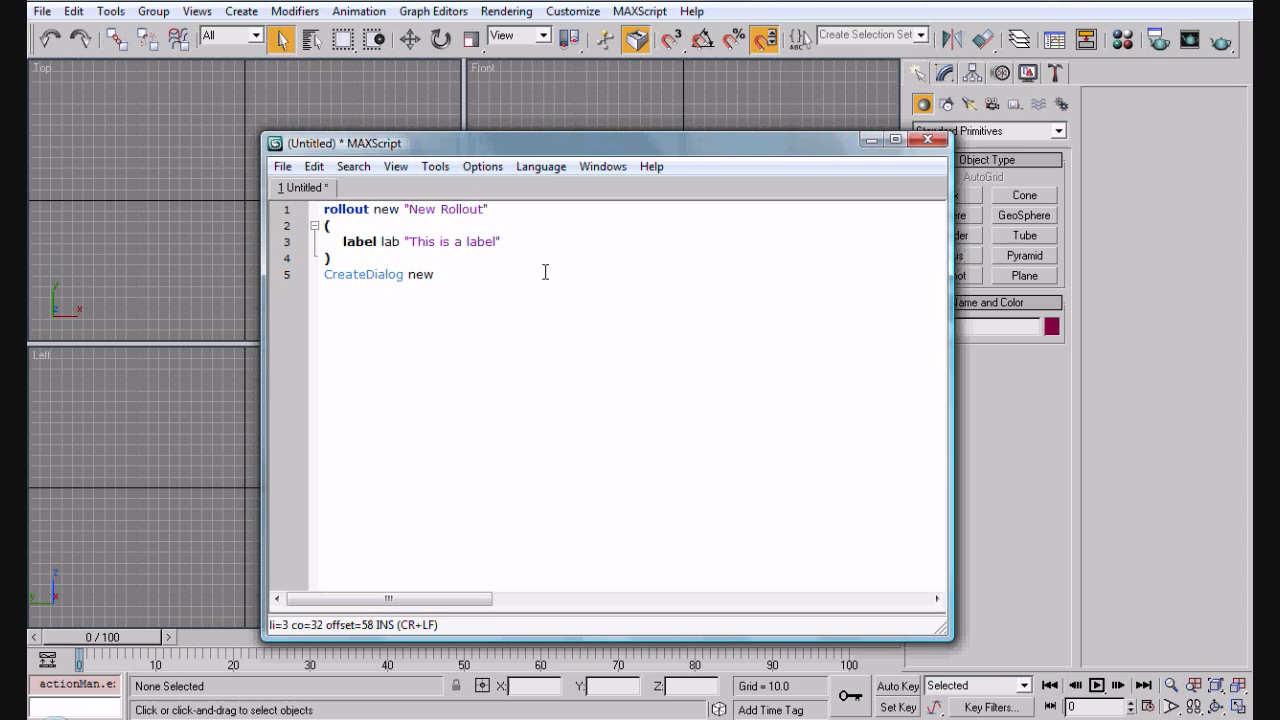 File Edit Tools Group Views Create Modifiers Animation Graph Editors Rendering Customize MAXScript Help
All View Create Selection Set
Top Front
Standard Primitives
(Untitled) * MAXScript
Object Type
File Edit Search View Tools Options Language Windows Help
AutoGrid
1 Untitled *
Cone
GeoSphere
Tube
Pyramid
Plane
1 rollout new "New Rollout"
2 (
3 label lab "This is a label"
4 )
5 CreateDialog new
Name and Color
y
z x
Left
z
y x
li=3 co=32 offset=58 INS (CR+LF)
< 0 / 100 >
0 10 20 30 40 50 60 70 80 90 100
actionMan.e: None Selected X: Y: Z: Grid = 10.0 Auto Key Selected
Click or click-and-drag to select objects Add Time Tag Set Key Key Filters... 0